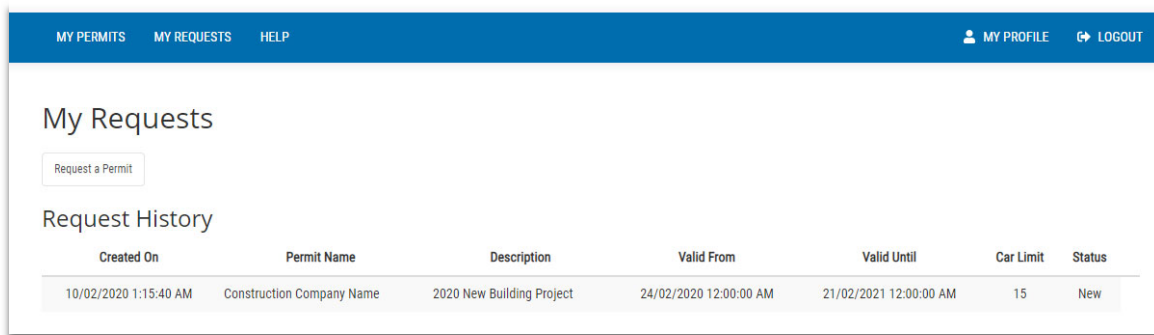 MY PERMITS MY REQUESTS HELP MY PROFILE LOGOUT
My Requests
Request a Permit
Request History
Created On Permit Name Description Valid From Valid Until Car Limit Status
10/02/2020 1:15:40 AM Construction Company Name 2020 New Building Project 24/02/2020 12:00:00 AM 21/02/2021 12:00:00 AM 15 New